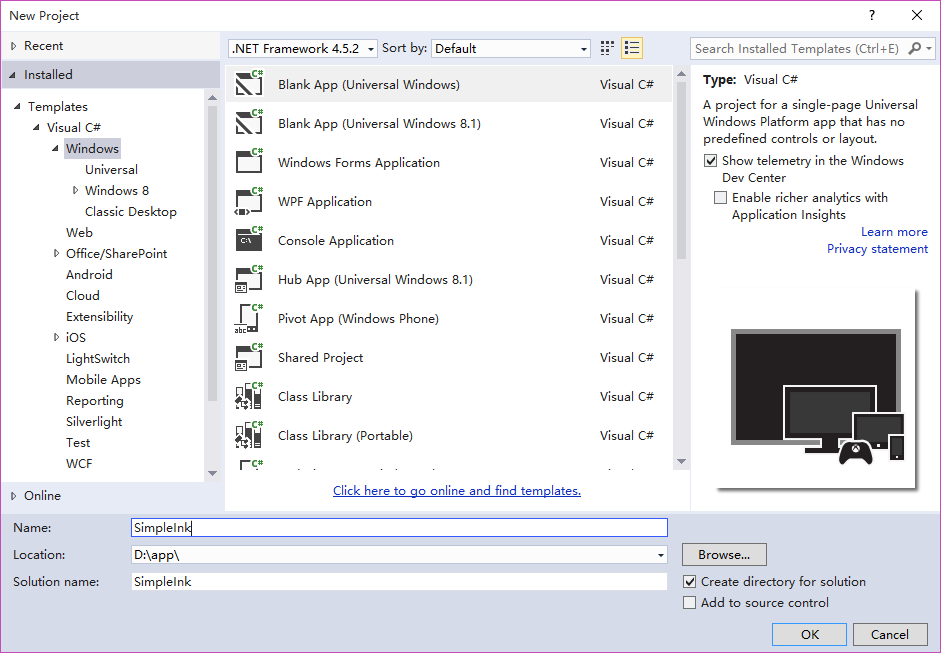 New Project
?
Recent
.NET Framework 4.5.2
Sort by:
Default
Search Installed Templates (Ctrl+E)
Installed
Templates
Visual C#
Windows
Universal
Windows 8
Classic Desktop
Web
Office/SharePoint
Android
Cloud
Extensibility
iOS
LightSwitch
Mobile Apps
Reporting
Silverlight
Test
WCF
Online
C# Blank App (Universal Windows) Visual C#
C# Blank App (Universal Windows 8.1) Visual C#
C# Windows Forms Application Visual C#
C# WPF Application Visual C#
C# C:\ Console Application Visual C#
C# Hub App (Universal Windows 8.1) Visual C#
C# abc Pivot App (Windows Phone) Visual C#
C# Shared Project Visual C#
C# Class Library Visual C#
C# Class Library (Portable) Visual C#
C#
Click here to go online and find templates.
Type: Visual C#
A project for a single-page Universal
Windows Platform app that has no
predefined controls or layout.
Show telemetry in the Windows
Dev Center
Enable richer analytics with
Application Insights
Learn more
Privacy statement
Name: SimpleInk
Location: D:\app\
Browse...
Solution name: SimpleInk
Create directory for solution
Add to source control
OK
Cancel